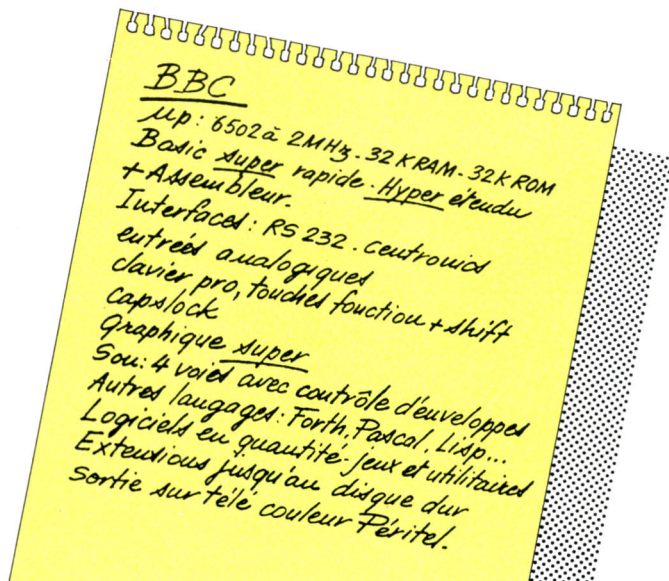 BBC
µp: 6502 à 2MHz - 32K RAM - 32K ROM
Basic super rapide - Hyper étendu
+ Assembleur.
Interfaces: RS 232. Centronics
entrées analogiques
clavier pro, touches fonction + shift
capslock
Graphique super
Son: 4 voies avec contrôle d'enveloppes
Autres langages: Forth, Pascal, Lisp...
Logiciels en quantité - jeux et utilitaires
Extensions jusqu'au disque dur
Sortie sur télé couleur Péritel.